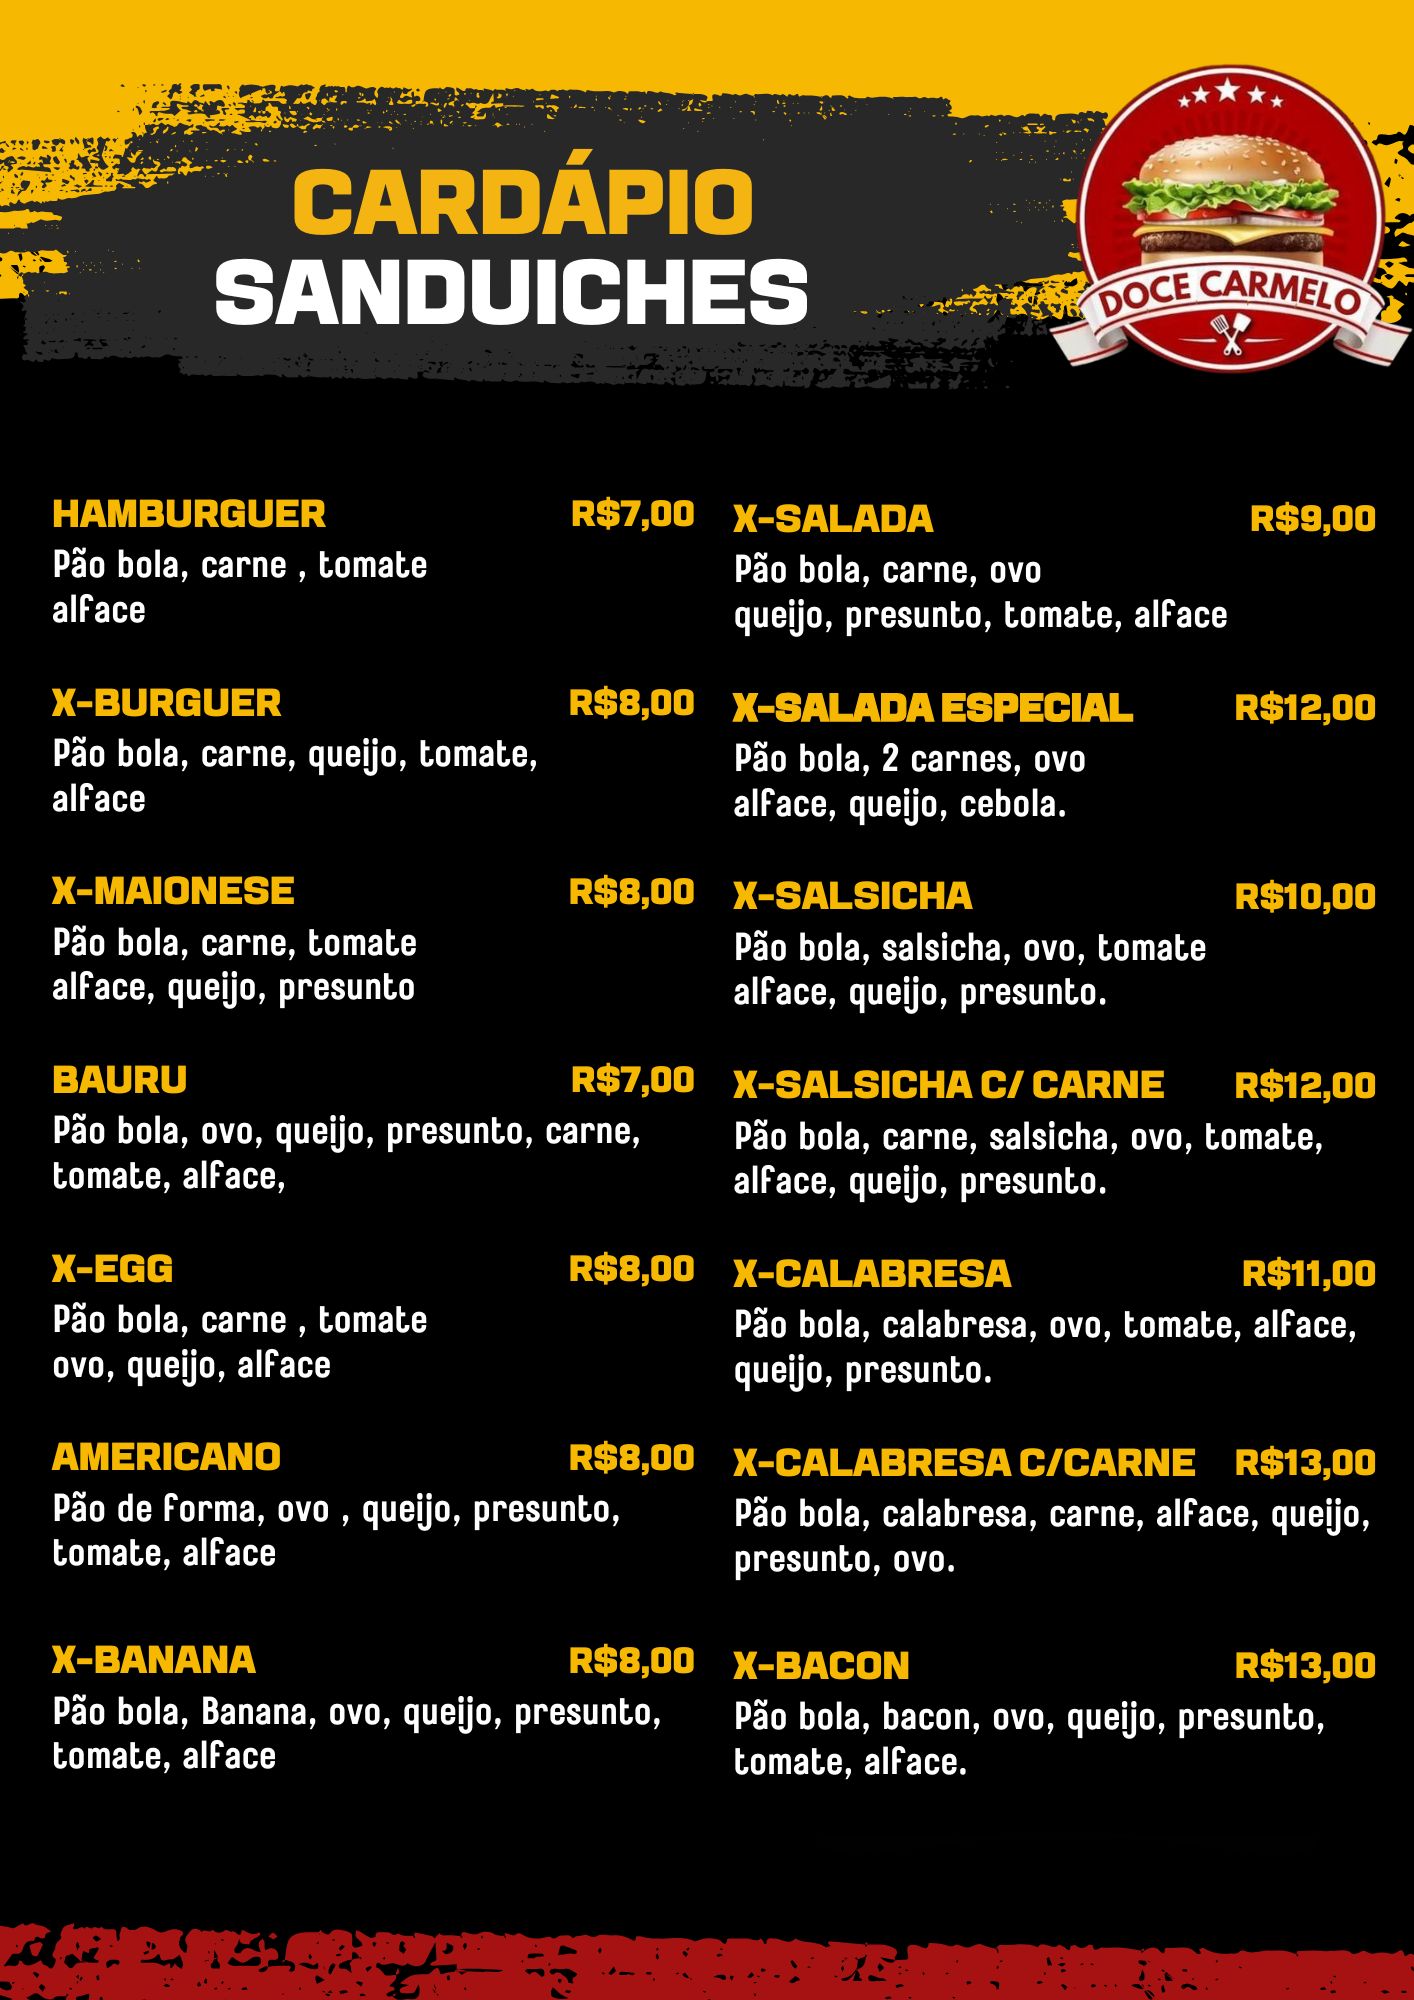 CARDÁPIO
SANDUICHES
DOCE CARMELO
HAMBURGUER R$7,00
Pão bola, carne , tomate
alface
X-BURGUER R$8,00
Pão bola, carne, queijo, tomate,
alface
X-MAIONESE R$8,00
Pão bola, carne, tomate
alface, queijo, presunto
BAURU R$7,00
Pão bola, ovo, queijo, presunto, carne,
tomate, alface,
X-EGG R$8,00
Pão bola, carne , tomate
ovo, queijo, alface
AMERICANO R$8,00
Pão de forma, ovo , queijo, presunto,
tomate, alface
X-BANANA R$8,00
Pão bola, Banana, ovo, queijo, presunto,
tomate, alface
X-SALADA R$9,00
Pão bola, carne, ovo
queijo, presunto, tomate, alface
X-SALADA ESPECIAL R$12,00
Pão bola, 2 carnes, ovo
alface, queijo, cebola.
X-SALSICHA R$10,00
Pão bola, salsicha, ovo, tomate
alface, queijo, presunto.
X-SALSICHA C/ CARNE R$12,00
Pão bola, carne, salsicha, ovo, tomate,
alface, queijo, presunto.
X-CALABRESA R$11,00
Pão bola, calabresa, ovo, tomate, alface,
queijo, presunto.
X-CALABRESA C/CARNE R$13,00
Pão bola, calabresa, carne, alface, queijo,
presunto, ovo.
X-BACON R$13,00
Pão bola, bacon, ovo, queijo, presunto,
tomate, alface.